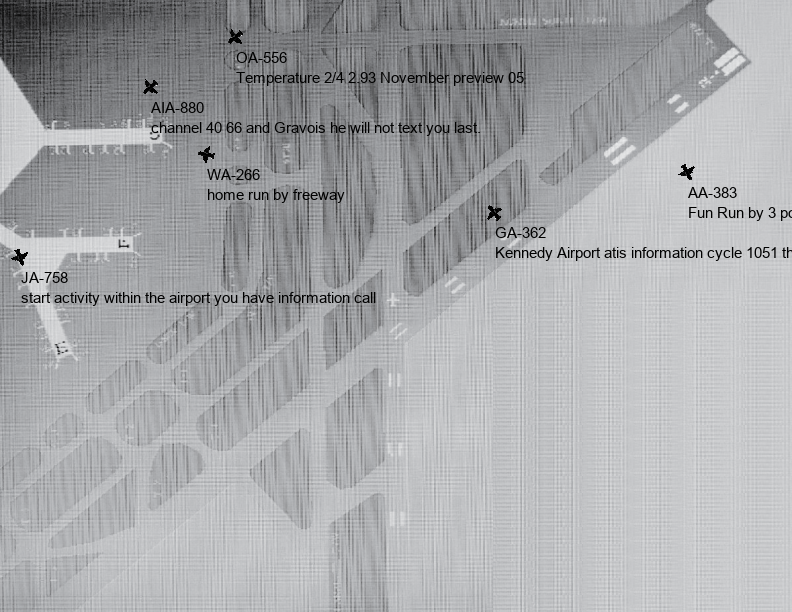 OA-556
Temperature 2/4 2.93 November preview 05
AIA-880
channel 40 66 and Gravois he will not text you last.
WA-266
home run by freeway
AA-383
Fun Run by 3 po
GA-362
Kennedy Airport atis information cycle 1051 th
JA-758
start activity within the airport you have information call